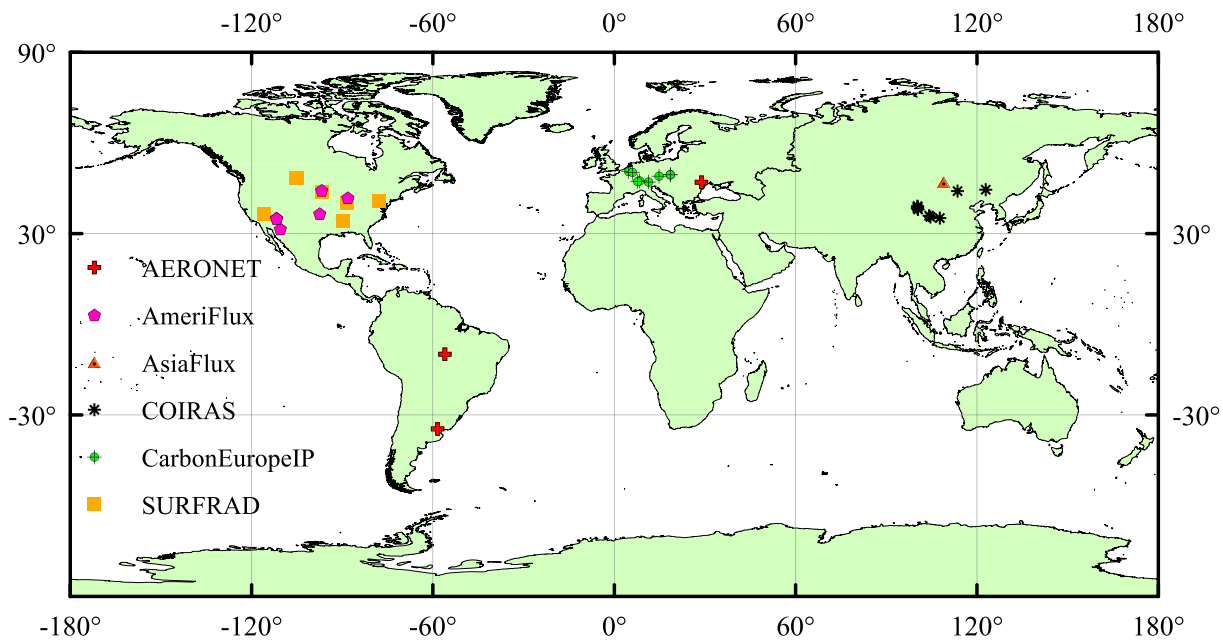 -120° -60° 0° 60° 120° 180°
90°
30° 30°
AERONET
AmeriFlux
AsiaFlux
COIRAS
-30° -30°
CarbonEuropeIP
SURFRAD
-180° -120° -60° 0° 60° 120° 180°